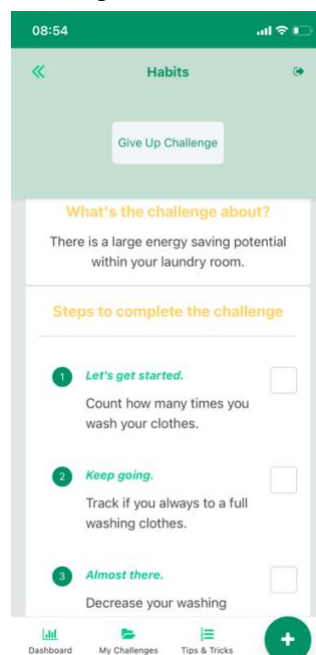 08:54
Habits
Give Up Challenge
What's the challenge about?
There is a large energy saving potential
within your laundry room.
Steps to complete the challenge
1 Let's get started.
Count how many times you
wash your clothes.
2 Keep going.
Track if you always to a full
washing clothes.
3 Almost there.
Decrease your washing
Dashboard My Challenges Tips & Tricks +